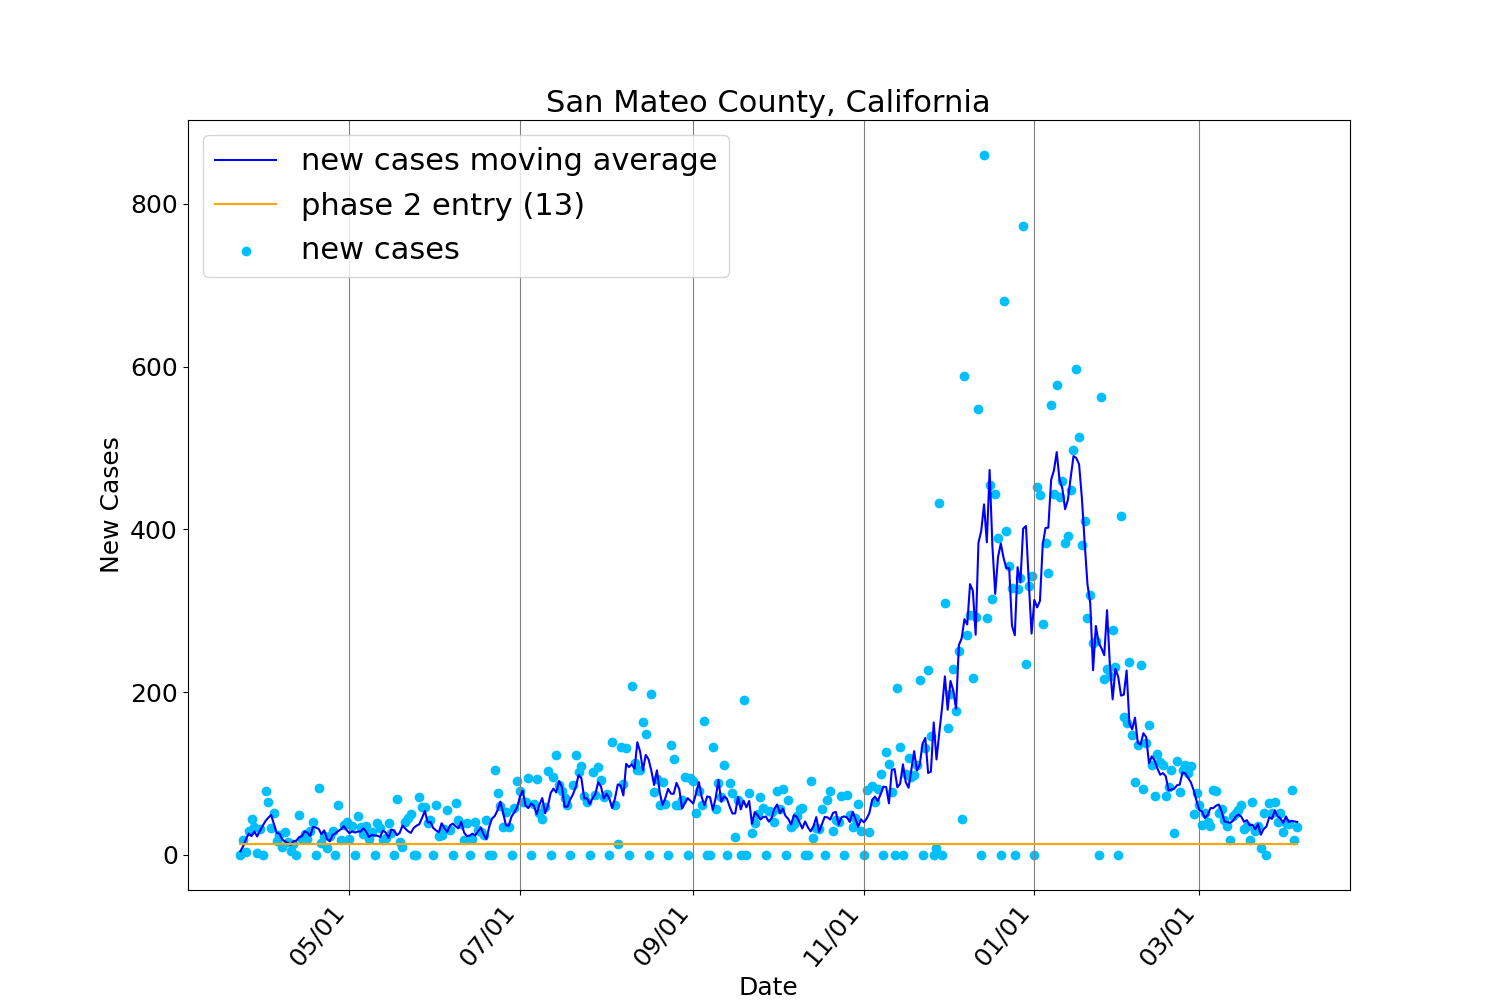 San Mateo County, California
new cases moving average
phase 2 entry (13)
new cases
800
600
400
200
0
New Cases
05/01
07/01
09/01
11/01
01/01
03/01
Date